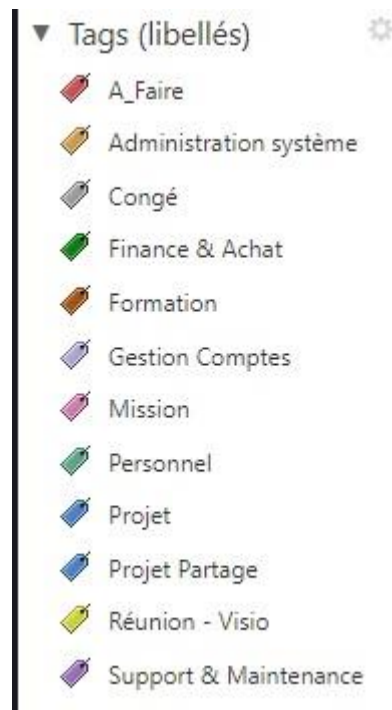 Tags (libellés)
A_Faire
Administration système
Congé
Finance & Achat
Formation
Gestion Comptes
Mission
Personnel
Projet
Projet Partage
Réunion - Visio
Support & Maintenance